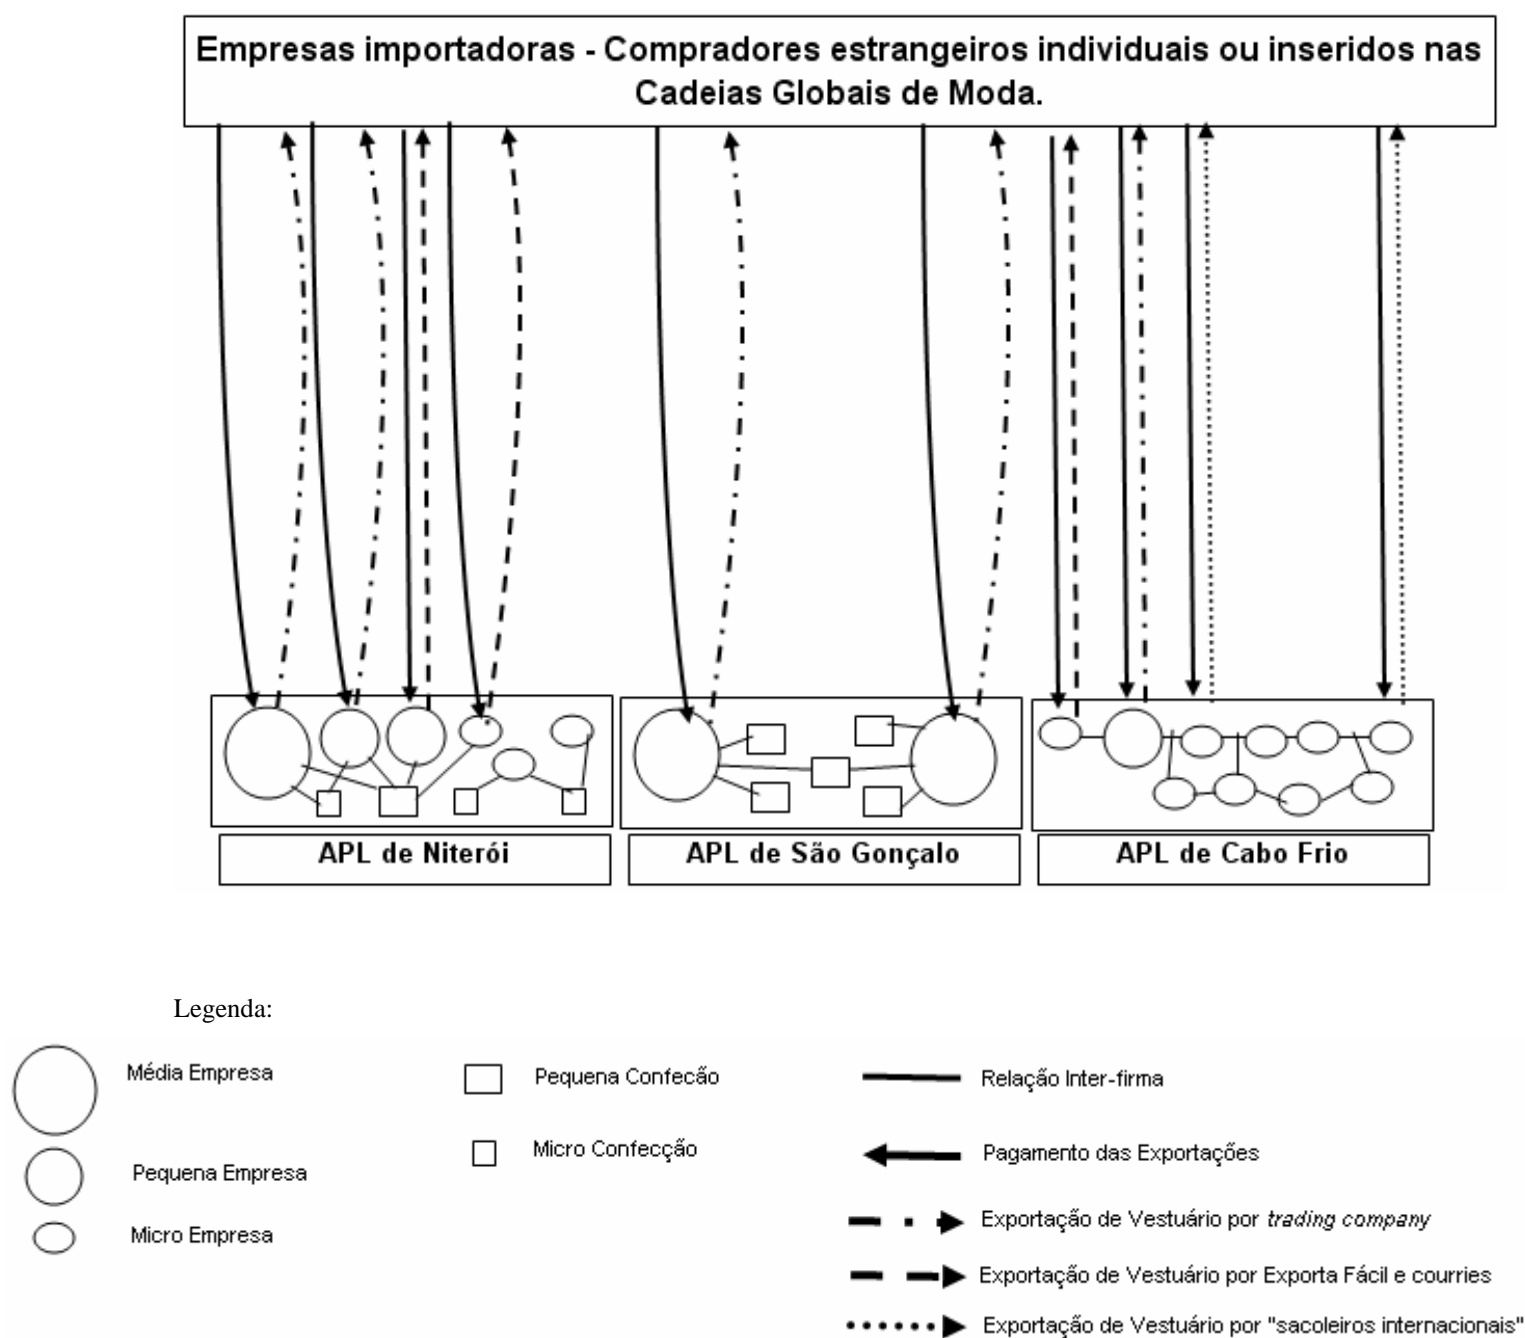 Empresas importadoras - Compradores estrangeiros individuais ou inseridos nas
Cadeias Globais de Moda.
APL de Niterói
APL de São Gonçalo
APL de Cabo Frio
Legenda:
Média Empresa
Pequena Empresa
Micro Empresa
Pequena Confecão
Micro Confecção
Relação Inter-firma
Pagamento das Exportações
Exportação de Vestuário por trading company
Exportação de Vestuário por Exporta Fácil e courries
Exportação de Vestuário por "sacoleiros internacionais"